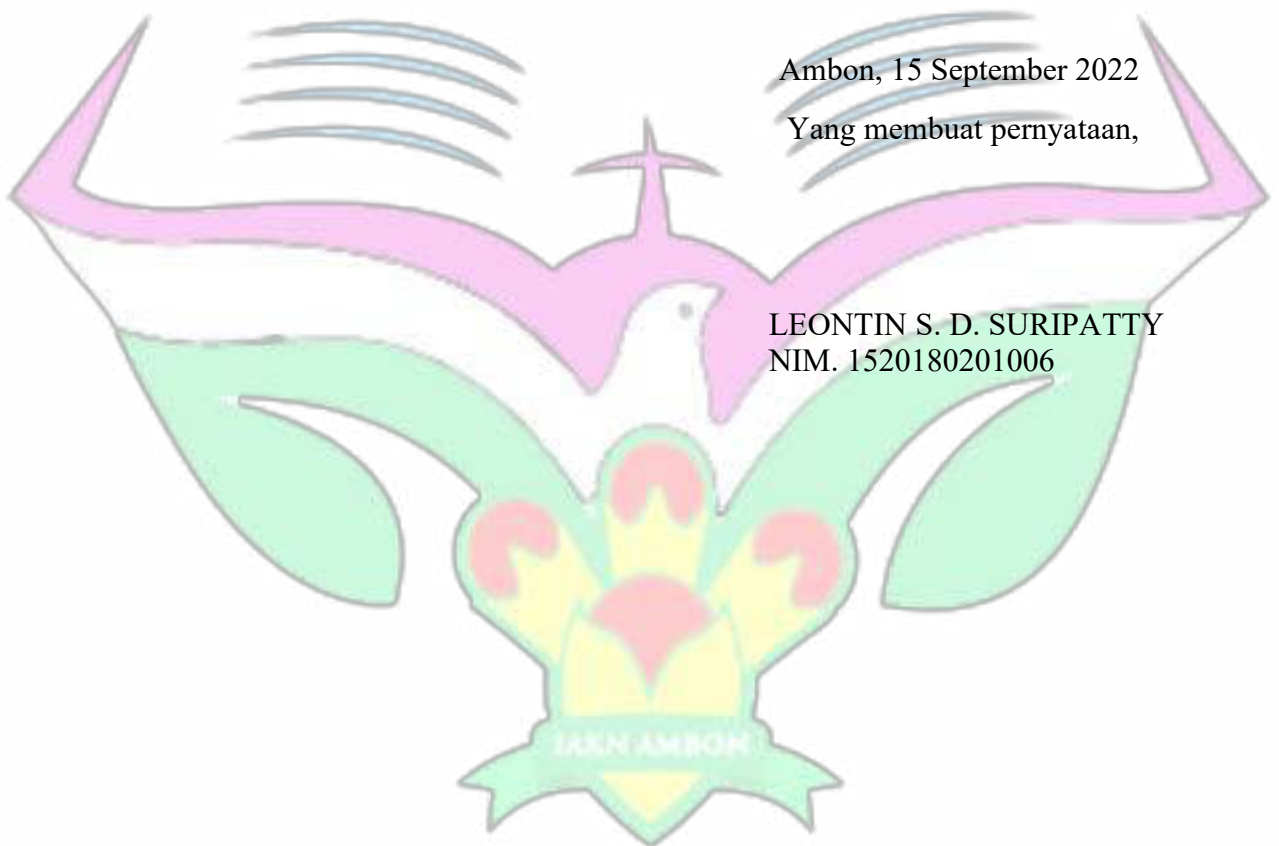 Ambon, 15 September 2022
Yang membuat pernyataan,
LEONTIN S. D. SURIPATTY
NIM. 1520180201006
IAKN AMBON